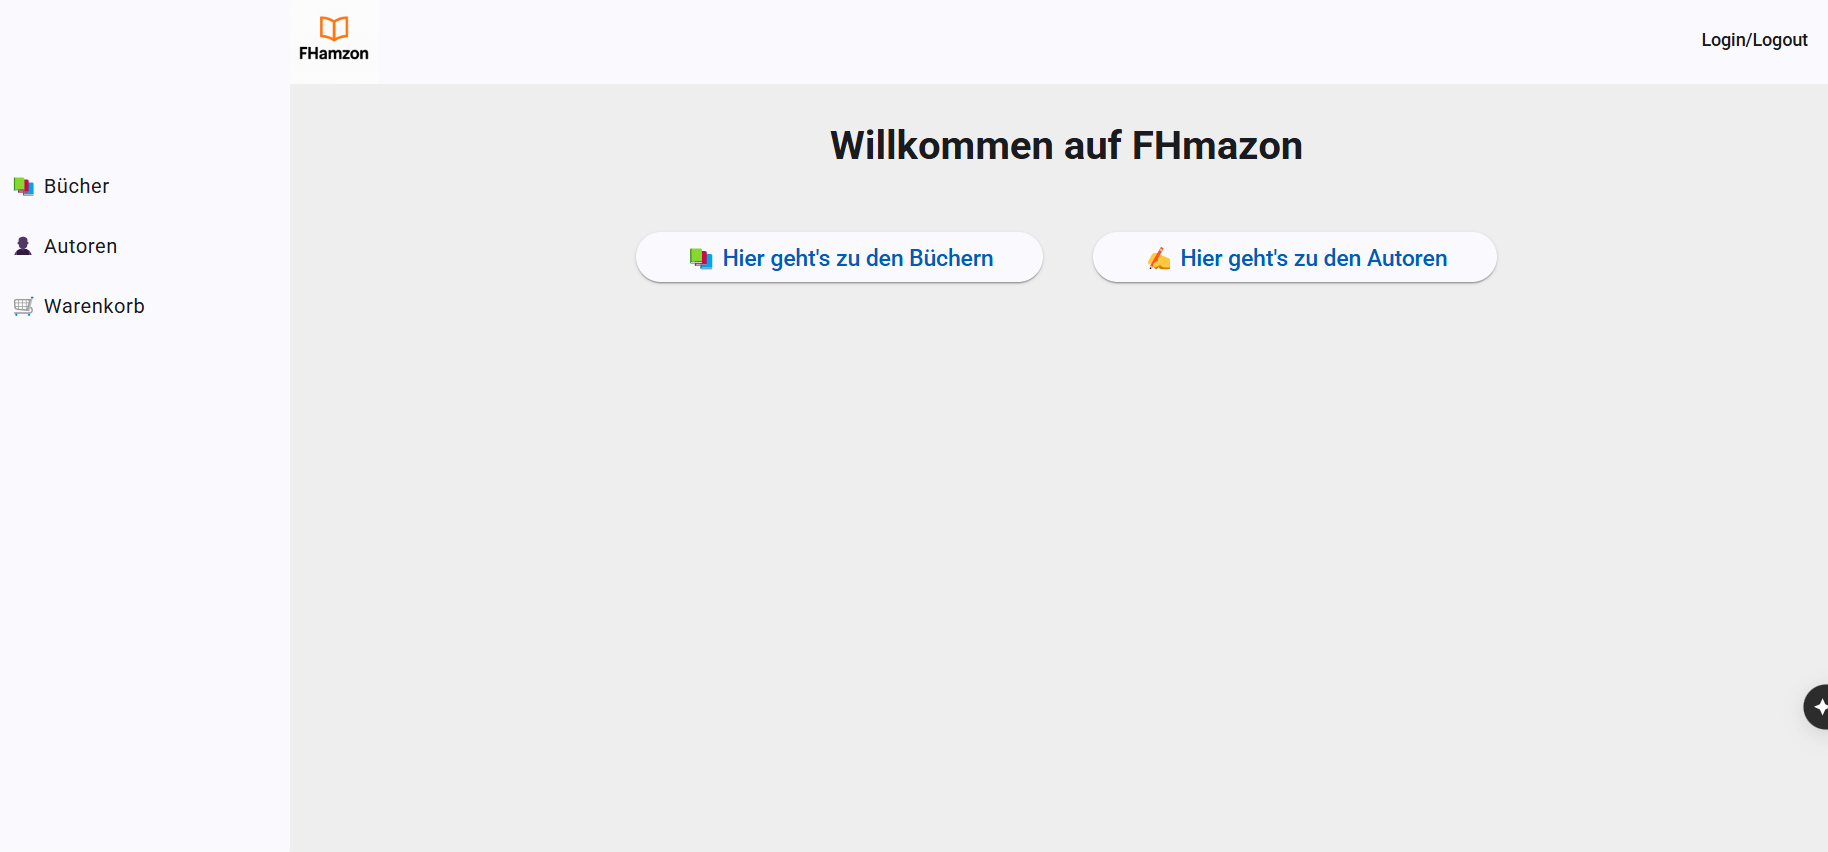 FHamzon
Login/Logout
Bücher
Autoren
Warenkorb
Willkommen auf FHmazon
Hier geht's zu den Büchern
Hier geht's zu den Autoren